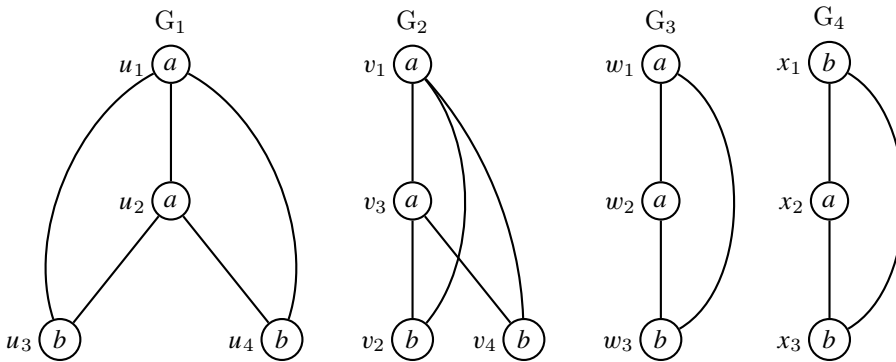 G₁ G₂ G₃ G₄
u₁ a v₁ a w₁ a x₁ b
u₂ a v₃ a w₂ a x₂ a
u₃ b u₄ b v₂ b v₄ b w₃ b x₃ b